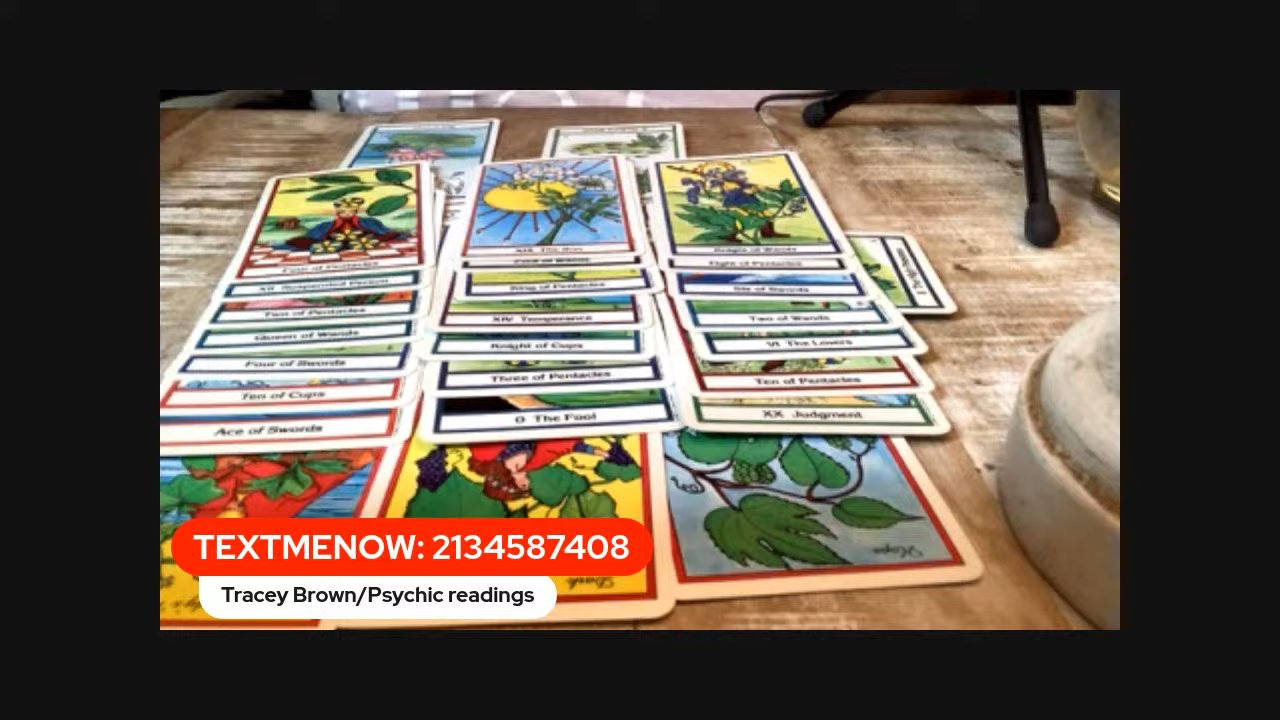 Four of Pentacles
XII Suspended Person
Two of Pentacles
Queen of Wands
Four of Swords
Ten of Cups
Ace of Swords
XIX The Sun
King of Pentacles
XIV Temperance
Knight of Cups
Three of Pentacles
0 The Fool
Knight of Wands
Eight of Pentacles
Six of Swords
Two of Wands
VI The Lovers
Ten of Pentacles
XX Judgment
Hops
TEXTMENOW: 2134587408
Tracey Brown/Psychic readings